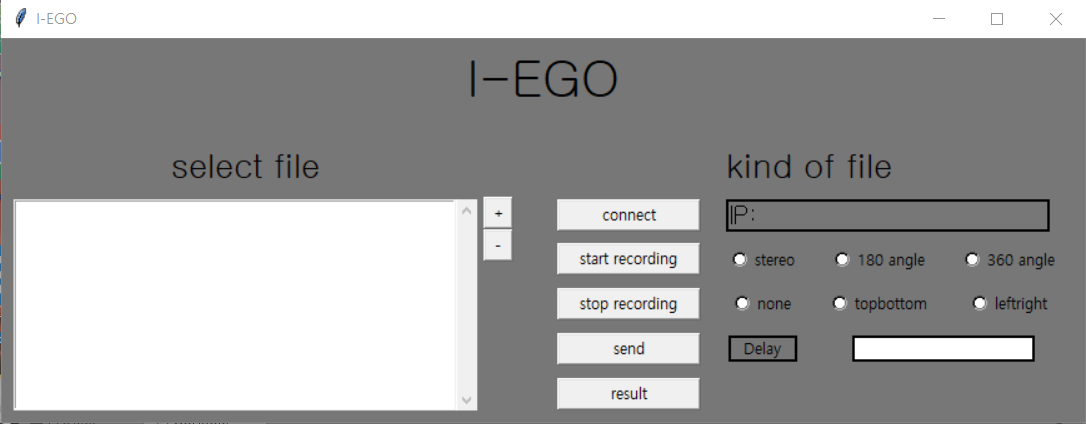 I-EGO
I-EGO
select file
kind of file
+
-
connect
start recording
stop recording
send
result
IP:
stereo 180 angle 360 angle
none topbottom leftright
Delay